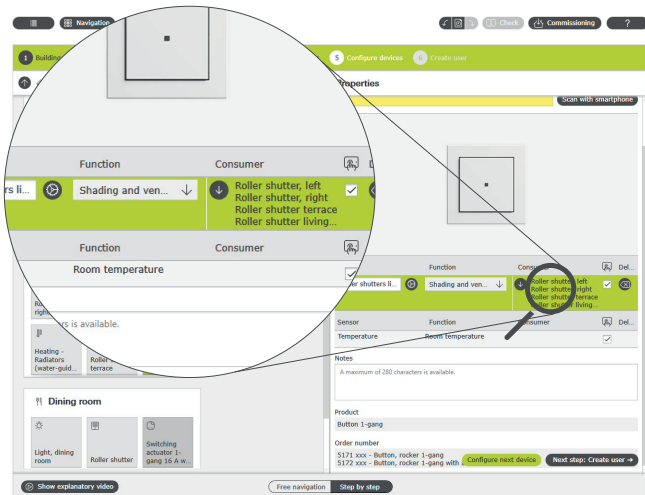 Navigation
Check
Commissioning
?
1 Building
5 Configure devices
6 Create user
Properties
Scan with smartphone
Function Consumer
rs li... Shading and ven... Roller shutter, left
Roller shutter, right
Roller shutter terrace
Roller shutter living...
Function Consumer
Room temperature
rs is available.
Function Consumer Del...
er shutters li... Shading and ven... Roller shutter, left
Roller shutter, right
Roller shutter terrace
Roller shutter living...
Sensor Function Consumer Del...
Temperature Room temperature
Notes
A maximum of 280 characters is available.
Product
Button 1-gang
Order number
5171 xxx - Button, rocker 1-gang
5172 xxx - Button, rocker 1-gang with
Configure next device
Next step: Create user
right
Heating -
Radiators
(water-guid...
Roller
terrace
Dining room
Light, dining
room
Roller shutter
Switching
actuator 1-
gang 16 A w...
Show explanatory video
Free navigation Step by step